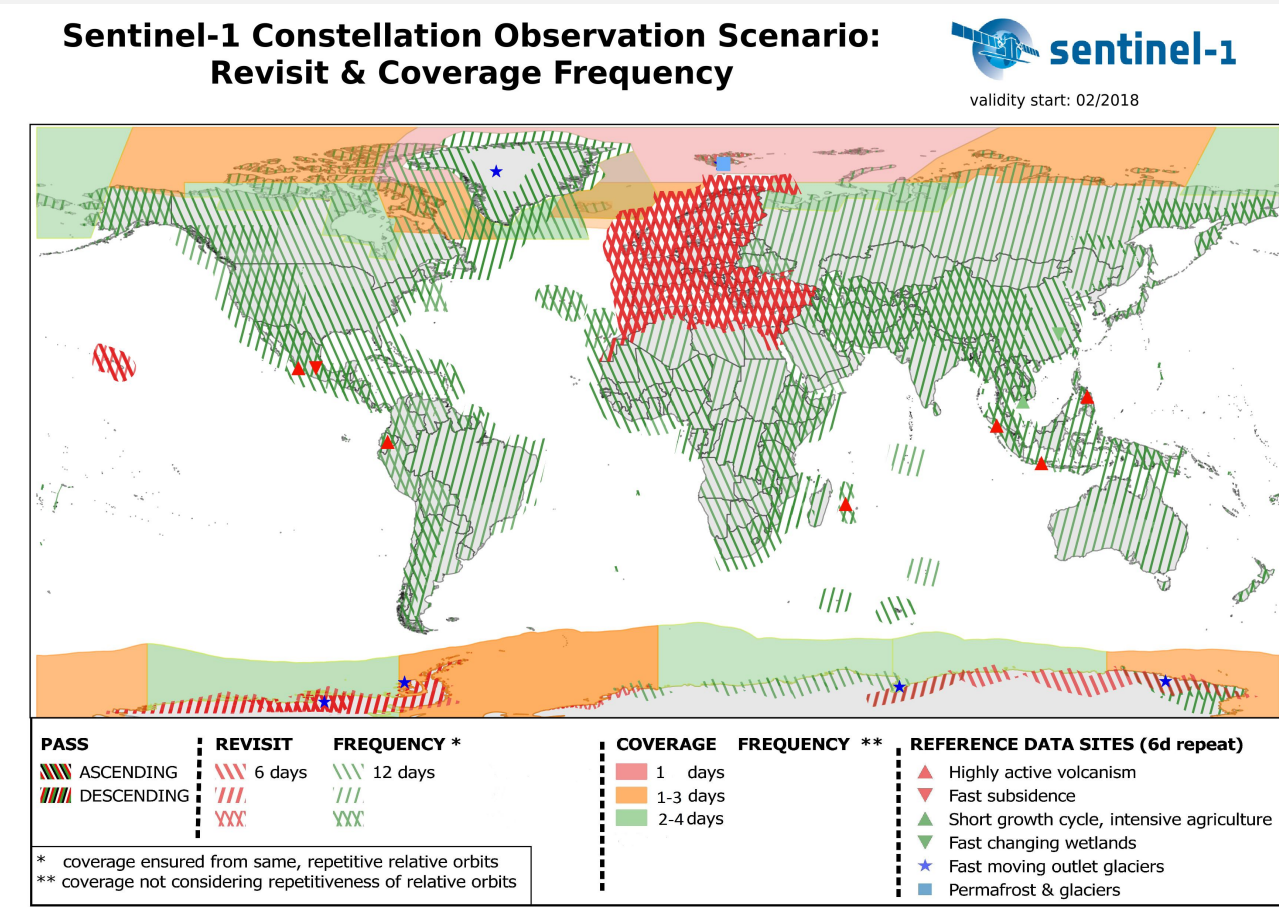 Sentinel-1 Constellation Observation Scenario:
Revisit & Coverage Frequency
sentinel-1
validity start: 02/2018
PASS
ASCENDING
DESCENDING
REVISIT FREQUENCY *
6 days 12 days
COVERAGE FREQUENCY **
1 days
1-3 days
2-4 days
REFERENCE DATA SITES (6d repeat)
Highly active volcanism
Fast subsidence
Short growth cycle, intensive agriculture
Fast changing wetlands
Fast moving outlet glaciers
Permafrost & glaciers
* coverage ensured from same, repetitive relative orbits
** coverage not considering repetitiveness of relative orbits